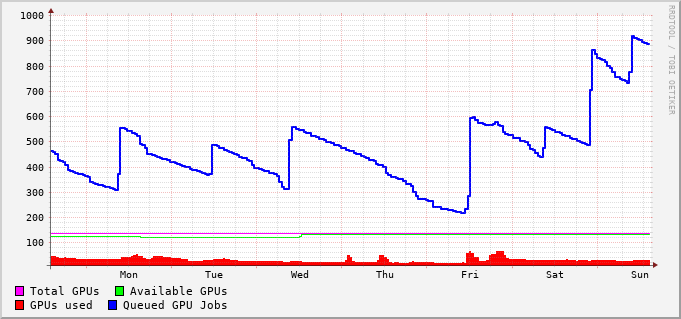 1000
900
800
700
600
500
400
300
200
100
Mon Tue Wed Thu Fri Sat Sun
Total GPUs Available GPUs
GPUs used Queued GPU Jobs
RRDTOOL / TOBI OETIKER